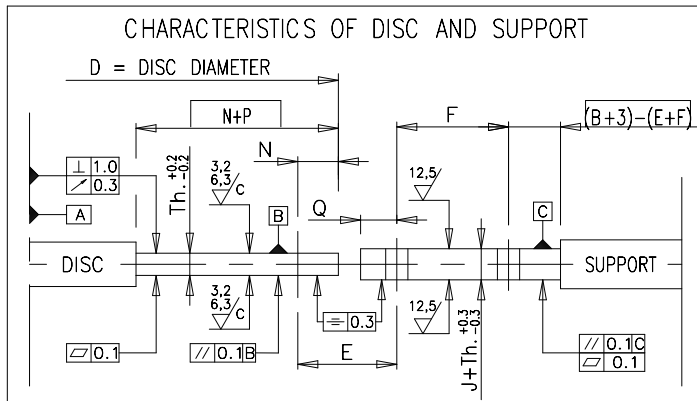 CHARACTERISTICS OF DISC AND SUPPORT
D = DISC DIAMETER
N+P
F
(B+3)-(E+F)
N
⊥ 1.0
↗ 0.3
Th. +0.2 -0.2
3,2
6,3 C
12,5
Q
A
B
C
DISC
SUPPORT
3,2
6,3 C
12,5
⌯ 0.3
J+Th. +0.3 -0.3
⏥ 0.1
// 0.1 B
E
// 0.1 C
⏥ 0.1